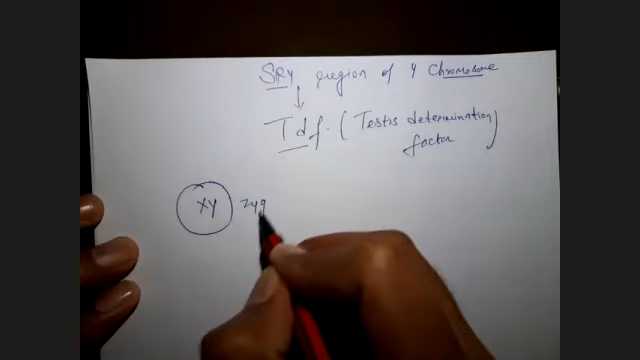 SRY region of Y Chromosome
Tdf. (Testis determination
factor)
XY zyg